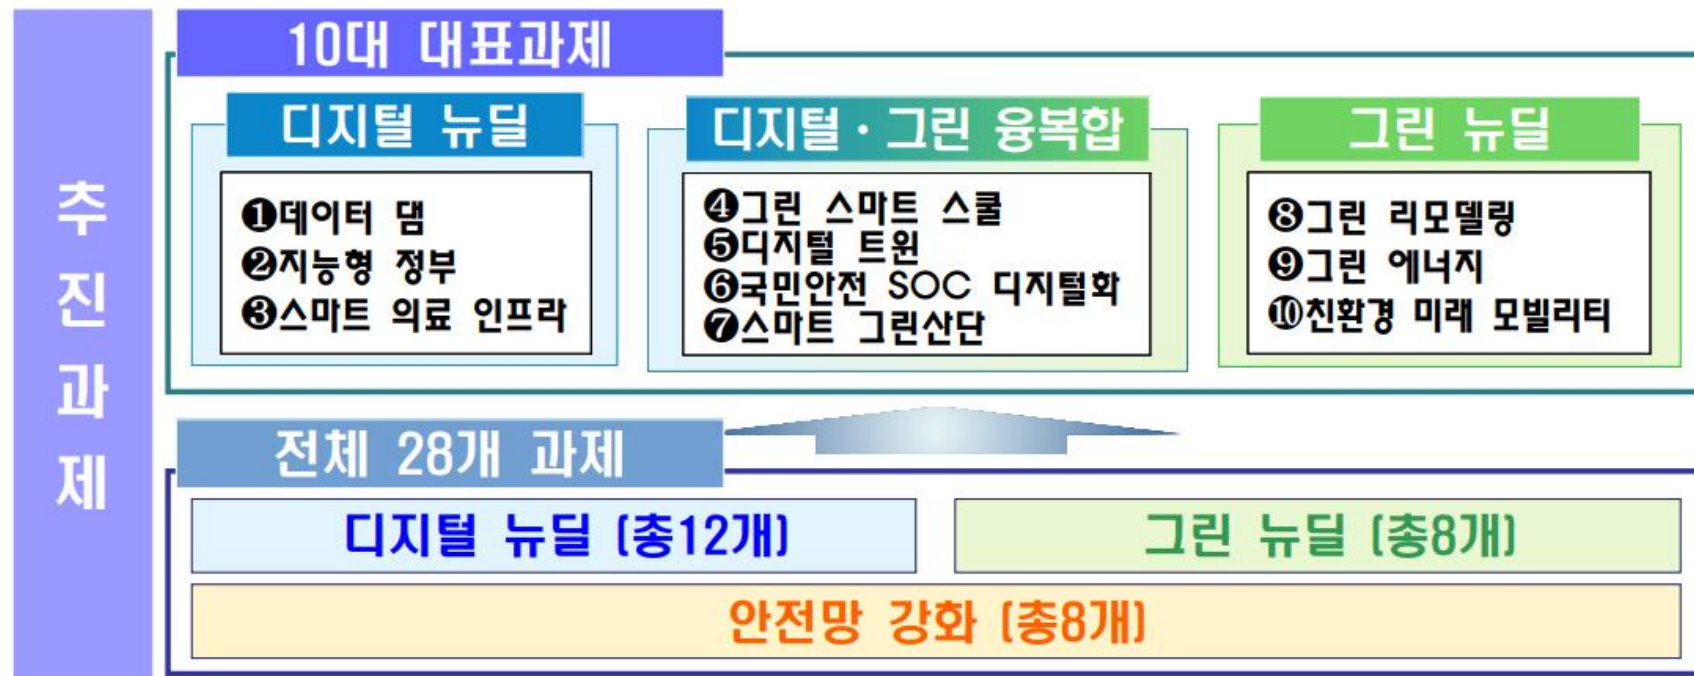 추진과제
10대 대표과제
디지털 뉴딜
❶데이터 댐
❷지능형 정부
❸스마트 의료 인프라
디지털·그린 융복합
❹그린 스마트 스쿨
❺디지털 트윈
❻국민안전 SOC 디지털화
❼스마트 그린산단
그린 뉴딜
❽그린 리모델링
❾그린 에너지
❿친환경 미래 모빌리티
전체 28개 과제
디지털 뉴딜 (총12개)
그린 뉴딜 (총8개)
안전망 강화 (총8개)